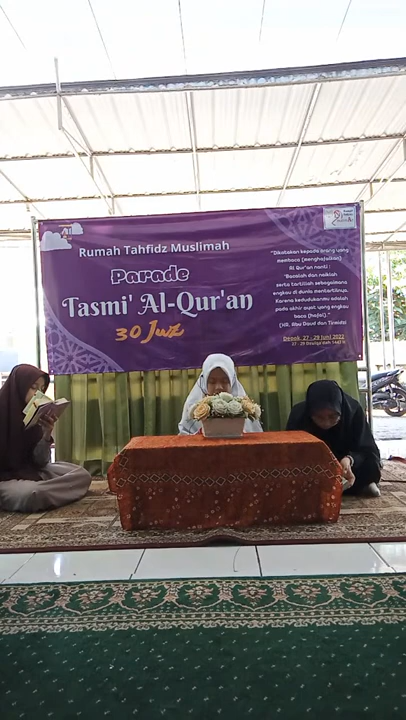 Rumah Tahfidz Muslimah
Parade
Tasmi' Al-Qur'an
30 Juz
"Dikatakan kepada orang yang
membaca (menghafalkan)
Al Qur'an nanti :
'Bacalah dan naiklah
serta tartillah sebagaimana
engkau di dunia mentartilnya.
Karena kedudukanmu adalah
pada akhir ayat yang engkau
baca (hafal).'"
(HR. Abu Daud dan Tirmidzi)
Depok, 27 - 29 Juni 2022